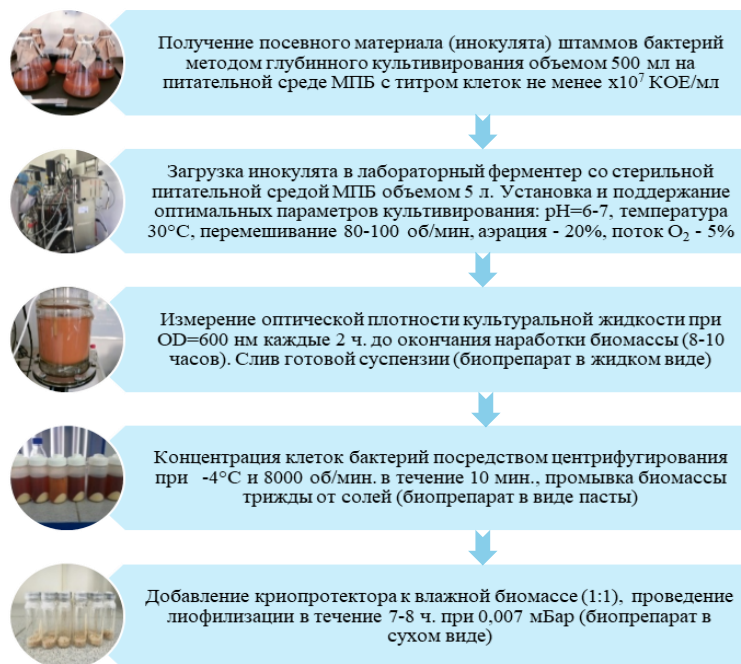 Получение посевного материала (инокулята) штаммов бактерий
методом глубинного культивирования объемом 500 мл на
питательной среде МПБ с титром клеток не менее х10⁷ КОЕ/мл
Загрузка инокулята в лабораторный ферментер со стерильной
питательной средой МПБ объемом 5 л. Установка и поддержание
оптимальных параметров культивирования: рН=6-7, температура
30°С, перемешивание 80-100 об/мин, аэрация - 20%, поток О₂ - 5%
Измерение оптической плотности культуральной жидкости при
OD=600 нм каждые 2 ч. до окончания наработки биомассы (8-10
часов). Слив готовой суспензии (биопрепарат в жидком виде)
Концентрация клеток бактерий посредством центрифугирования
при -4°С и 8000 об/мин. в течение 10 мин., промывка биомассы
трижды от солей (биопрепарат в виде пасты)
Добавление криопротектора к влажной биомассе (1:1), проведение
лиофилизации в течение 7-8 ч. при 0,007 мБар (биопрепарат в
сухом виде)